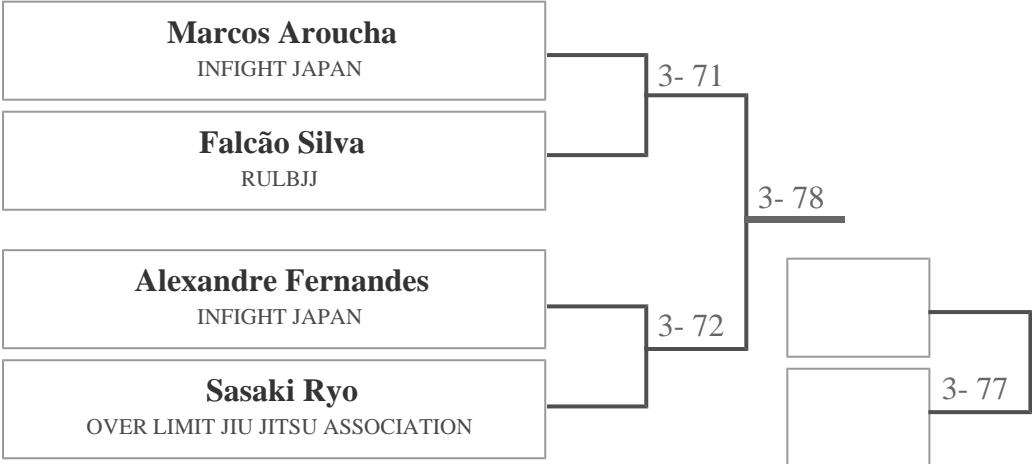 Marcos Aroucha
INFIGHT JAPAN
3- 71
Falcão Silva
RULBJJ
3- 78
Alexandre Fernandes
INFIGHT JAPAN
3- 72
Sasaki Ryo
OVER LIMIT JIU JITSU ASSOCIATION
3- 77